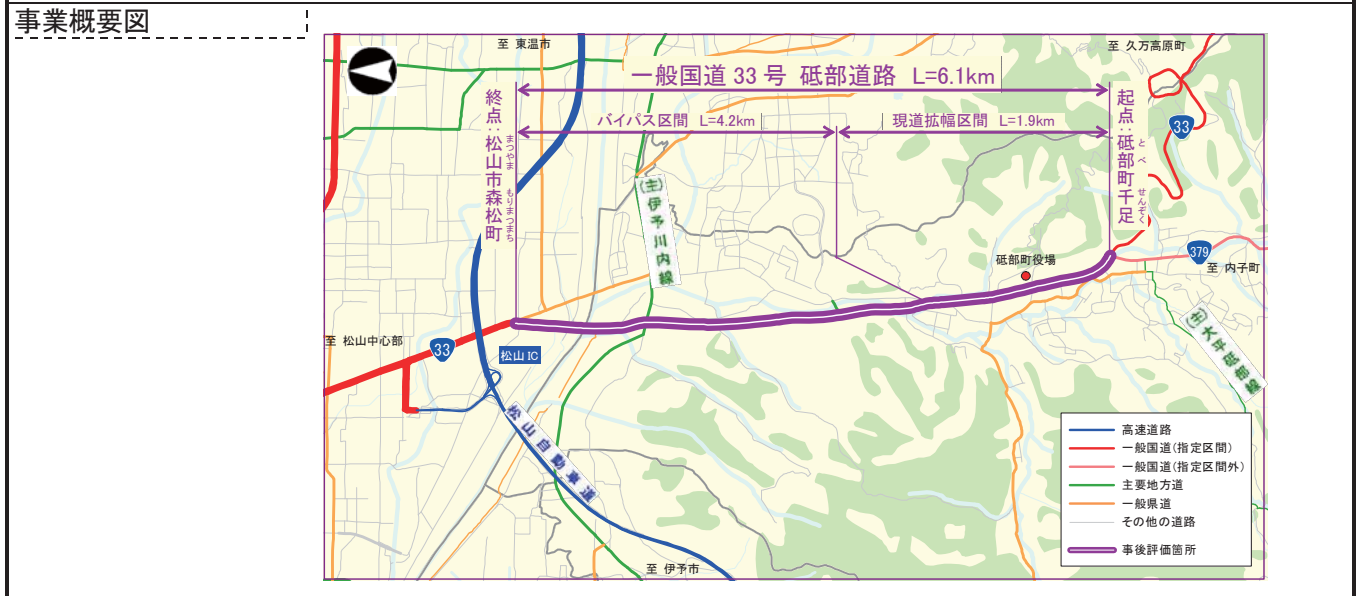 事業概要図
至 東温市
至 久万高原町
一般国道 33 号 砥部道路 L=6.1km
バイパス区間 L=4.2km
現道拡幅区間 L=1.9km
終点:松山市森松町
まつやま もりまつまち
起点:砥部町千足
とべ せんぞく
33
(主)伊予川内線
砥部町役場
379
至 内子町
至 松山中心部
33
松山 IC
(主)大平砥部線
松山自動車道
至 伊予市
高速道路
一般国道(指定区間)
一般国道(指定区間外)
主要地方道
一般県道
その他の道路
事後評価箇所